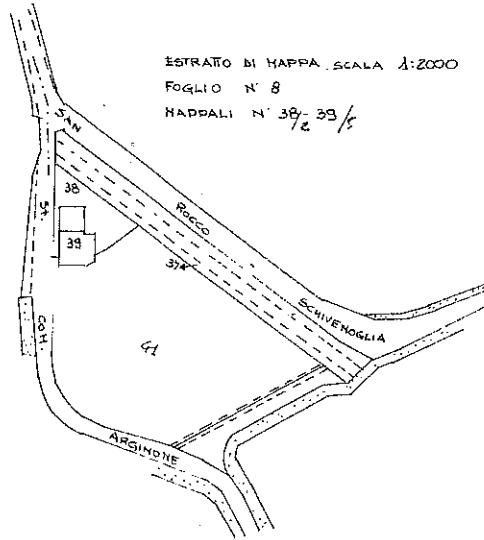 ESTRATTO DI MAPPA SCALA 1:2000
FOGLIO N° 8
MAPPALI N° 38/2 - 39/5
SAN ROCCO SCHIVENOGLIA
38
39
374
41
ST. COM. ARGINONE